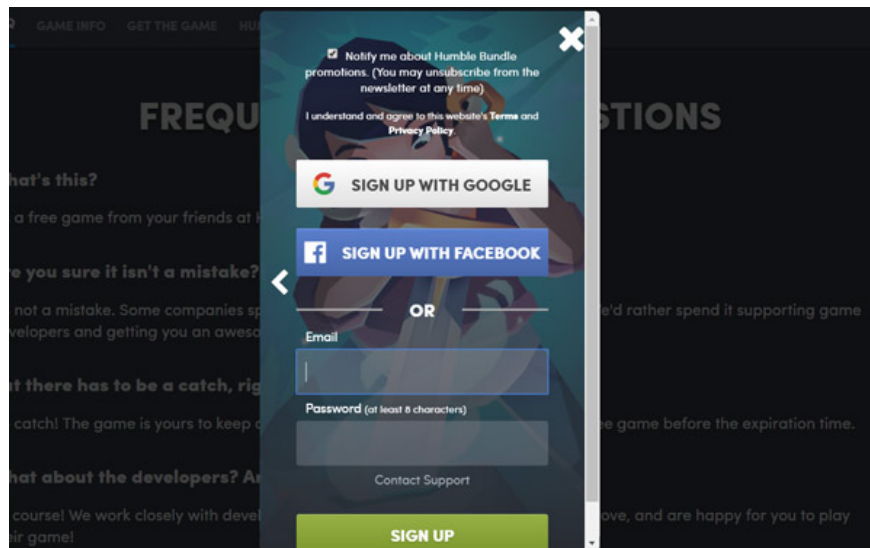 GAME INFO GET THE GAME
Notify me about Humble Bundle
promotions. (You may unsubscribe from the
newsletter at any time)
I understand and agree to this website's Terms and
Privacy Policy.
SIGN UP WITH GOOGLE
SIGN UP WITH FACEBOOK
OR
Email
Password (at least 8 characters)
Contact Support
SIGN UP
FREQU
STIONS
hat's this?
a free game from your friends at
e you sure it isn't a mistake?
not a mistake. Some companies sp
e'd rather spend it supporting game
velopers and getting you an aweso
t there has to be a catch, rig
catch! The game is yours to keep
ee game before the expiration time.
hat about the developers? A
course! We work closely with devel
ove, and are happy for you to play
eir game!